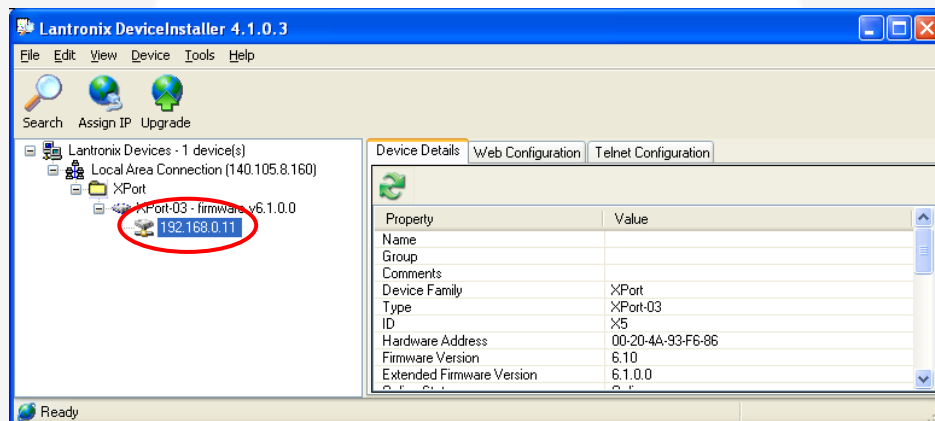 Lantronix DeviceInstaller 4.1.0.3
File Edit View Device Tools Help
Search Assign IP Upgrade
Lantronix Devices - 1 device(s)
Local Area Connection (140.105.8.160)
XPort
XPort-03 - firmware v6.1.0.0
192.168.0.11
Device Details Web Configuration Telnet Configuration
Property Value
Name
Group
Comments
Device Family XPort
Type XPort-03
ID X5
Hardware Address 00-20-4A-93-F6-86
Firmware Version 6.10
Extended Firmware Version 6.1.0.0
Ready